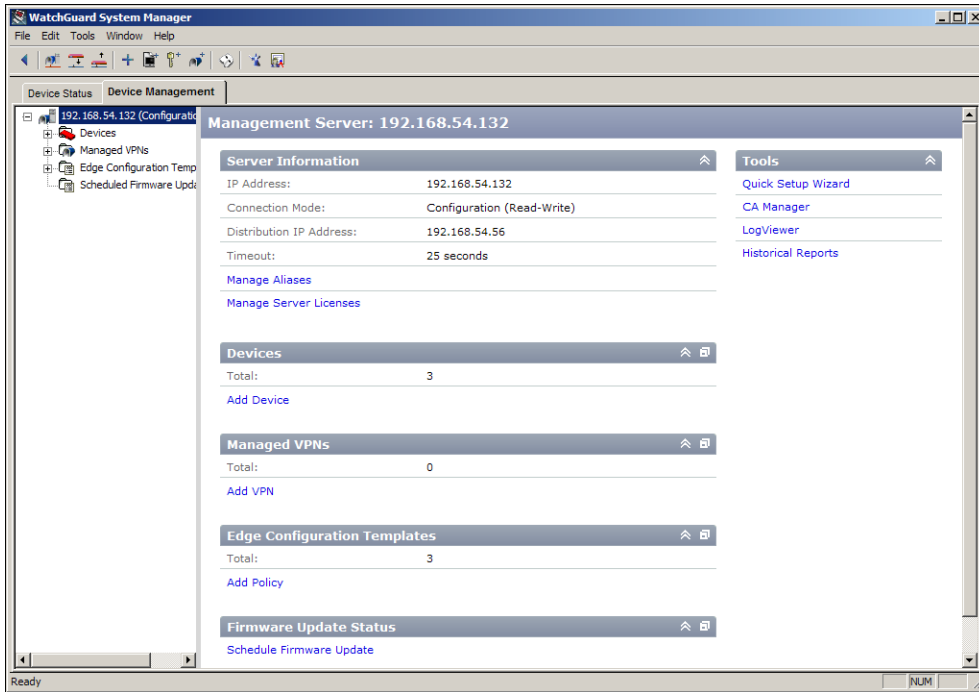 WatchGuard System Manager
File Edit Tools Window Help
Device Status Device Management
192.168.54.132 (Configuratio
Devices
Managed VPNs
Edge Configuration Temp
Scheduled Firmware Upda
Management Server: 192.168.54.132
Server Information
IP Address: 192.168.54.132
Connection Mode: Configuration (Read-Write)
Distribution IP Address: 192.168.54.56
Timeout: 25 seconds
Manage Aliases
Manage Server Licenses
Devices
Total: 3
Add Device
Managed VPNs
Total: 0
Add VPN
Edge Configuration Templates
Total: 3
Add Policy
Firmware Update Status
Schedule Firmware Update
Tools
Quick Setup Wizard
CA Manager
LogViewer
Historical Reports
Ready NUM